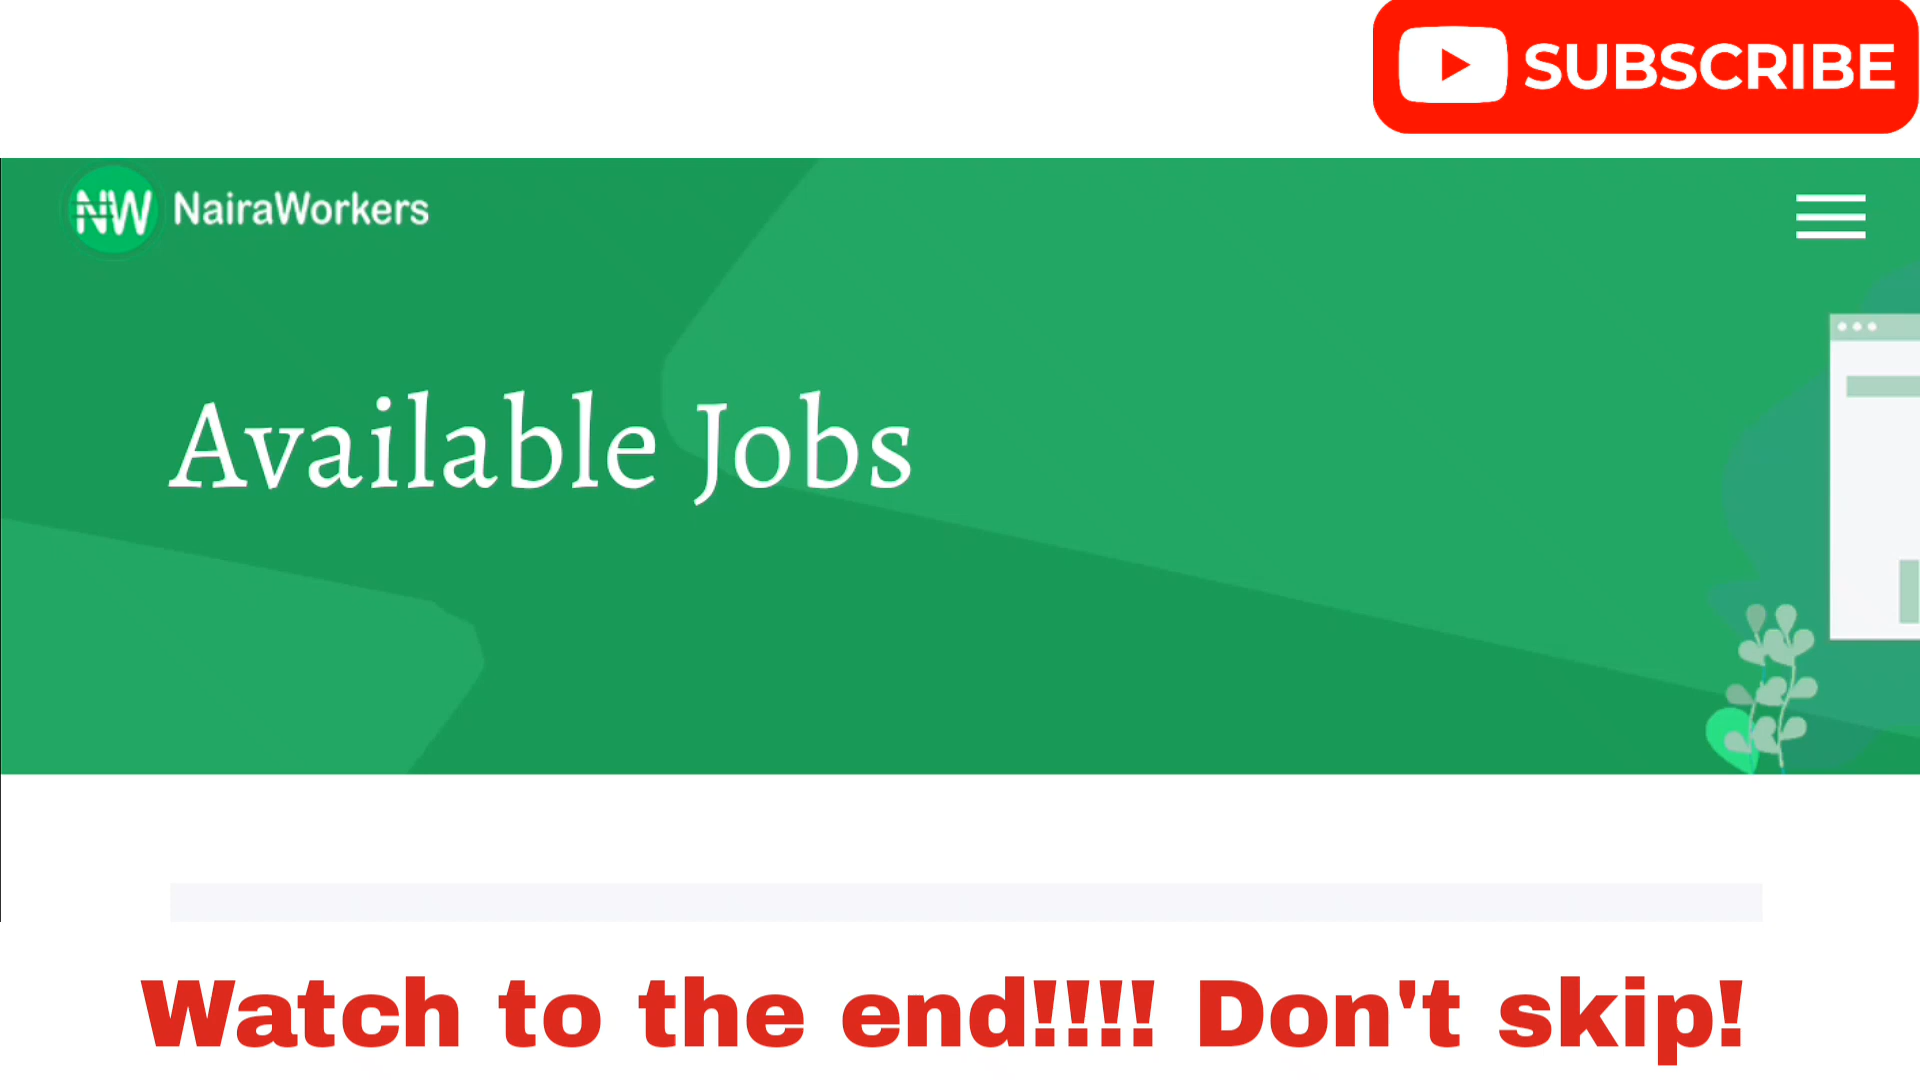 SUBSCRIBE
NW NairaWorkers
Available Jobs
Watch to the end!!!! Don't skip!